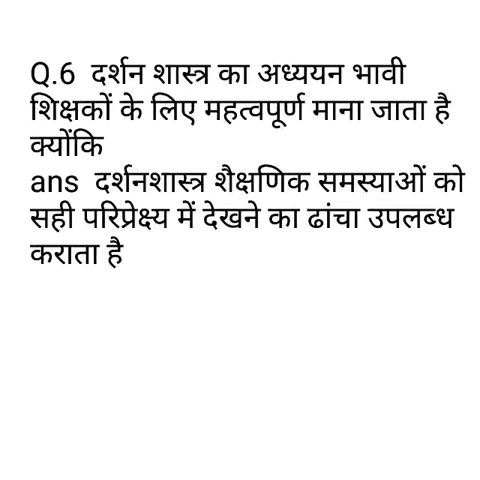 Q.6 दर्शन शास्त्र का अध्ययन भावी
शिक्षकों के लिए महत्वपूर्ण माना जाता है
क्योंकि
ans दर्शनशास्त्र शैक्षणिक समस्याओं को
सही परिप्रेक्ष्य में देखने का ढांचा उपलब्ध
कराता है